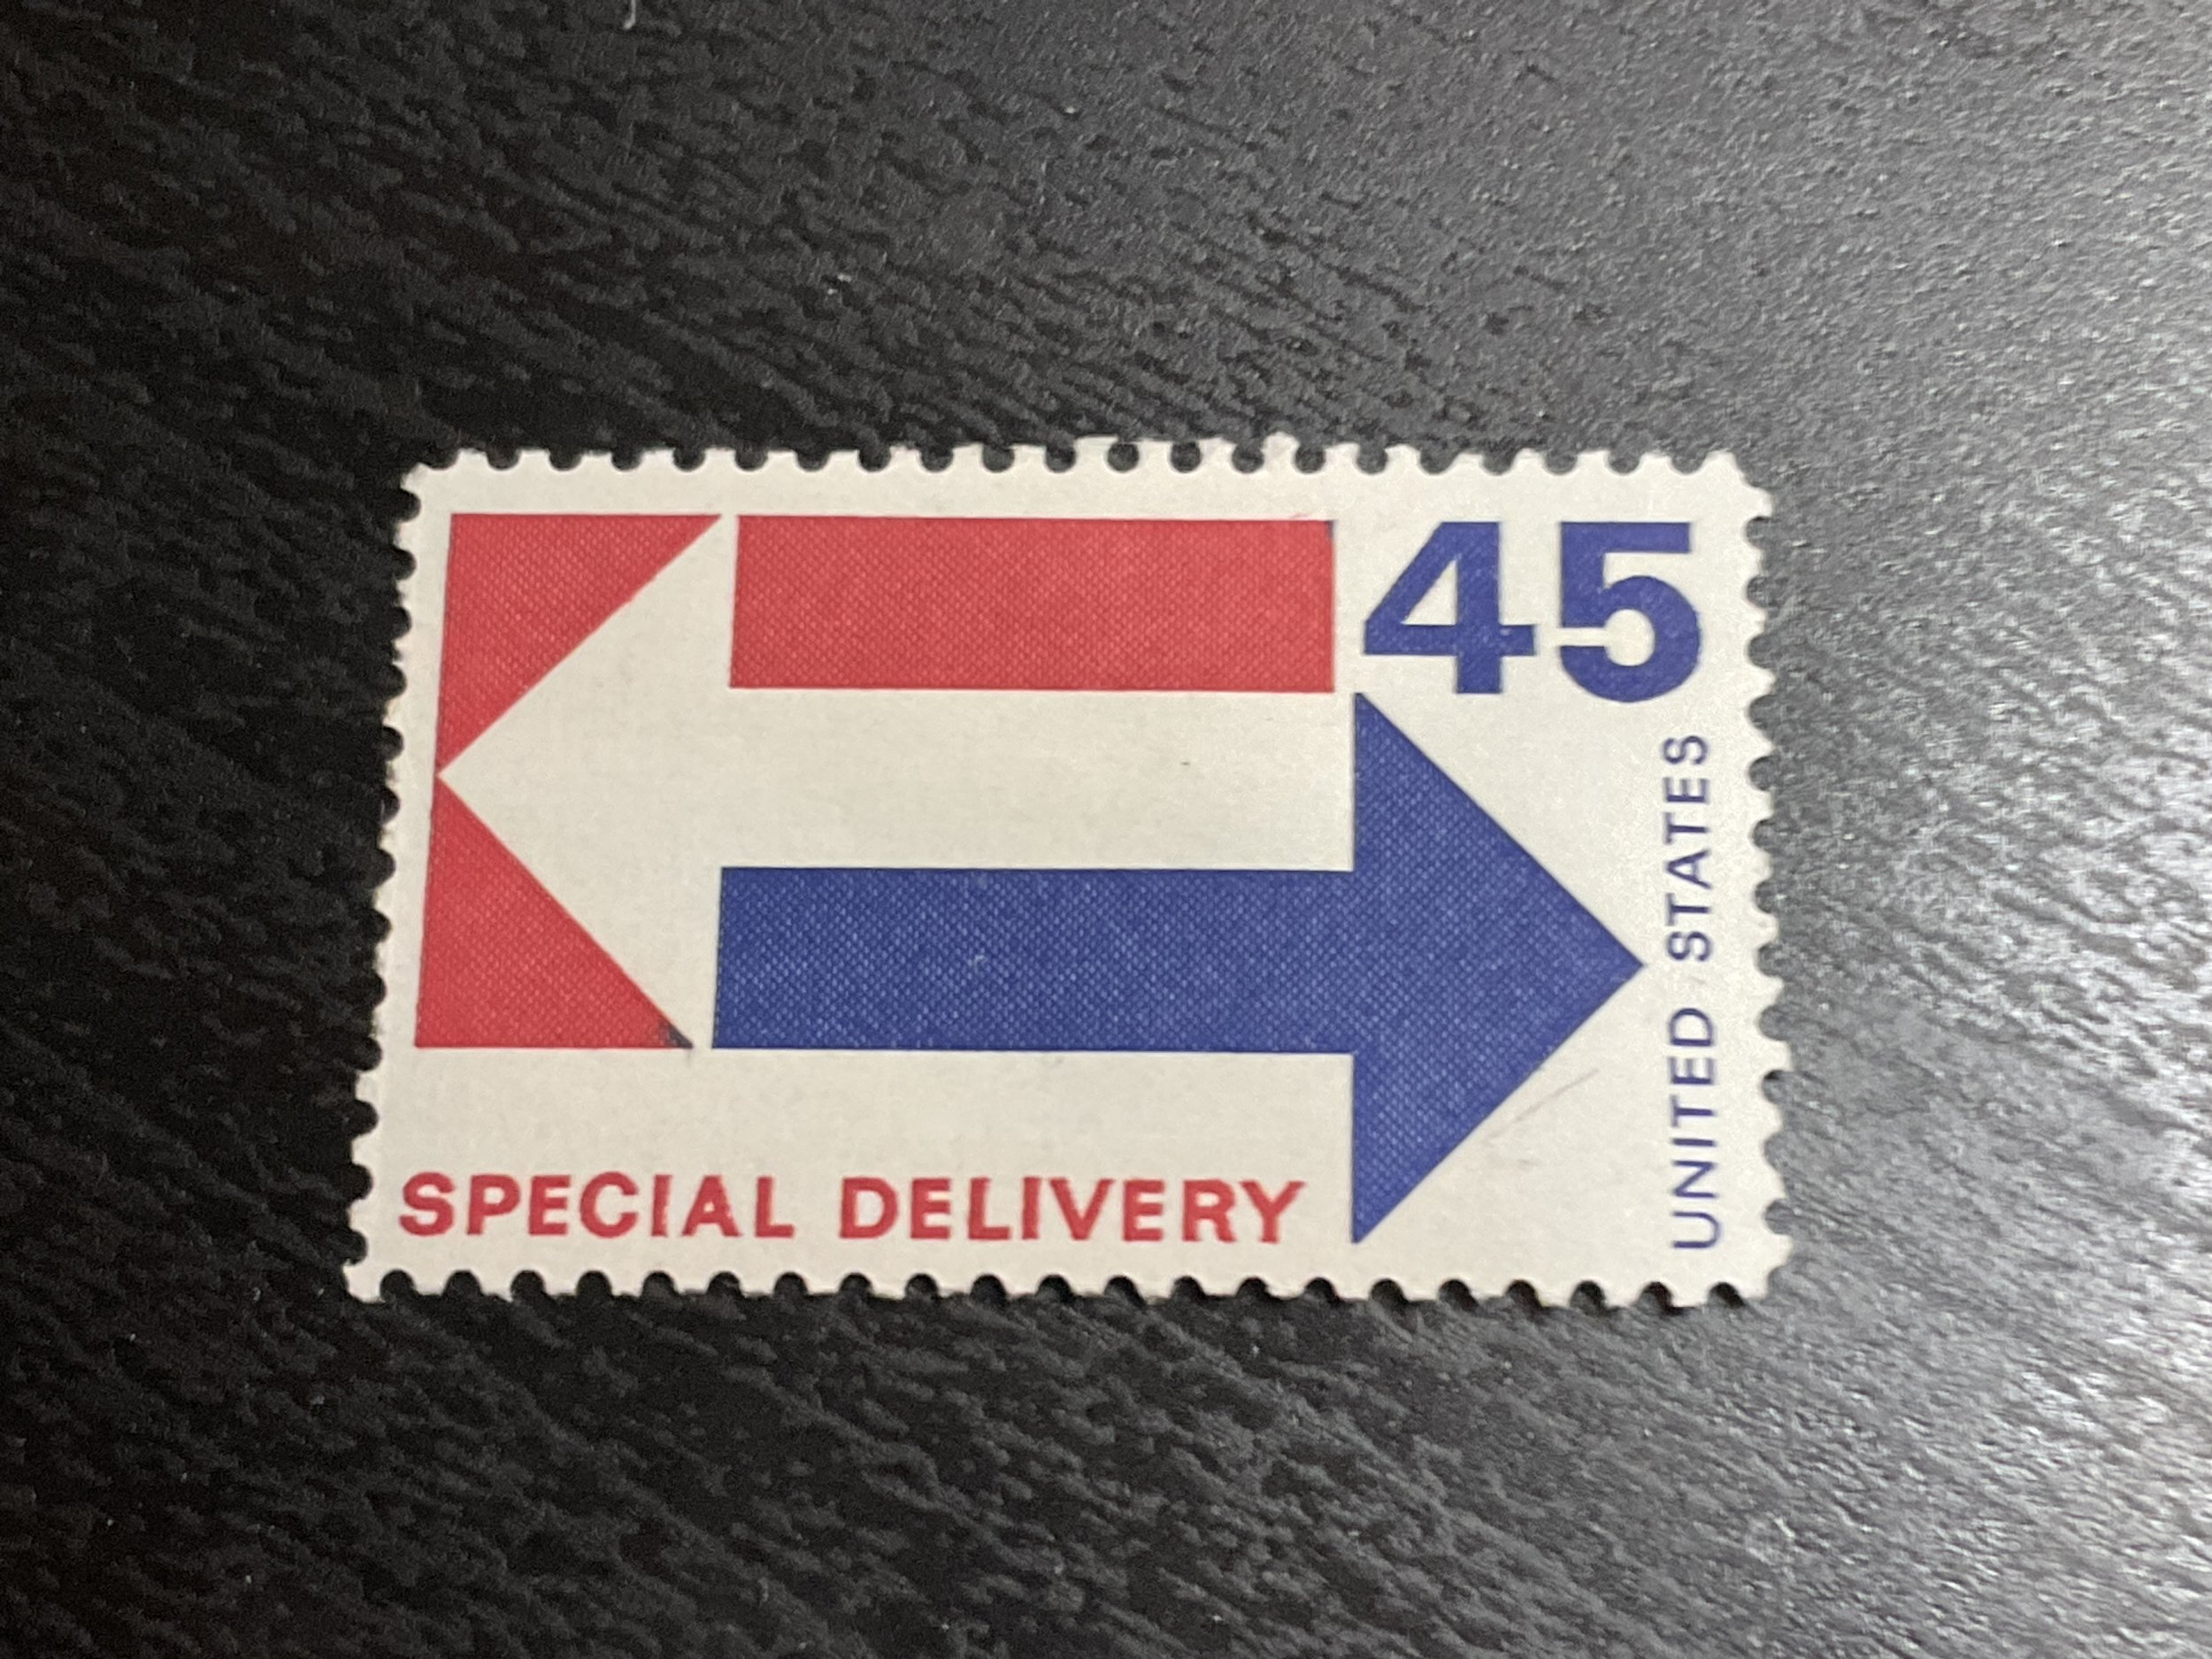 45
UNITED STATES
SPECIAL DELIVERY